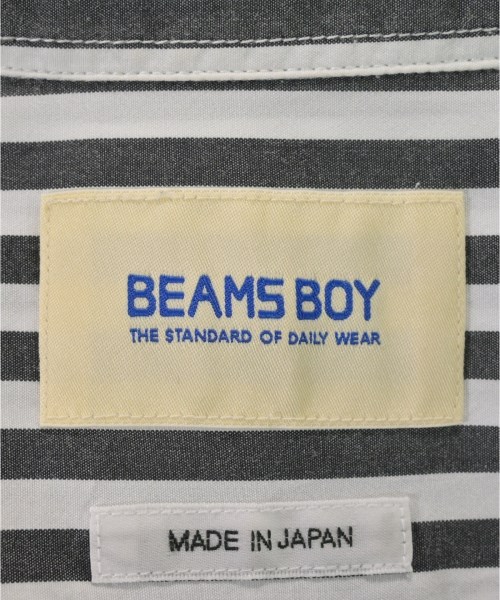 BEAMS BOY
THE STANDARD OF DAILY WEAR
MADE IN JAPAN